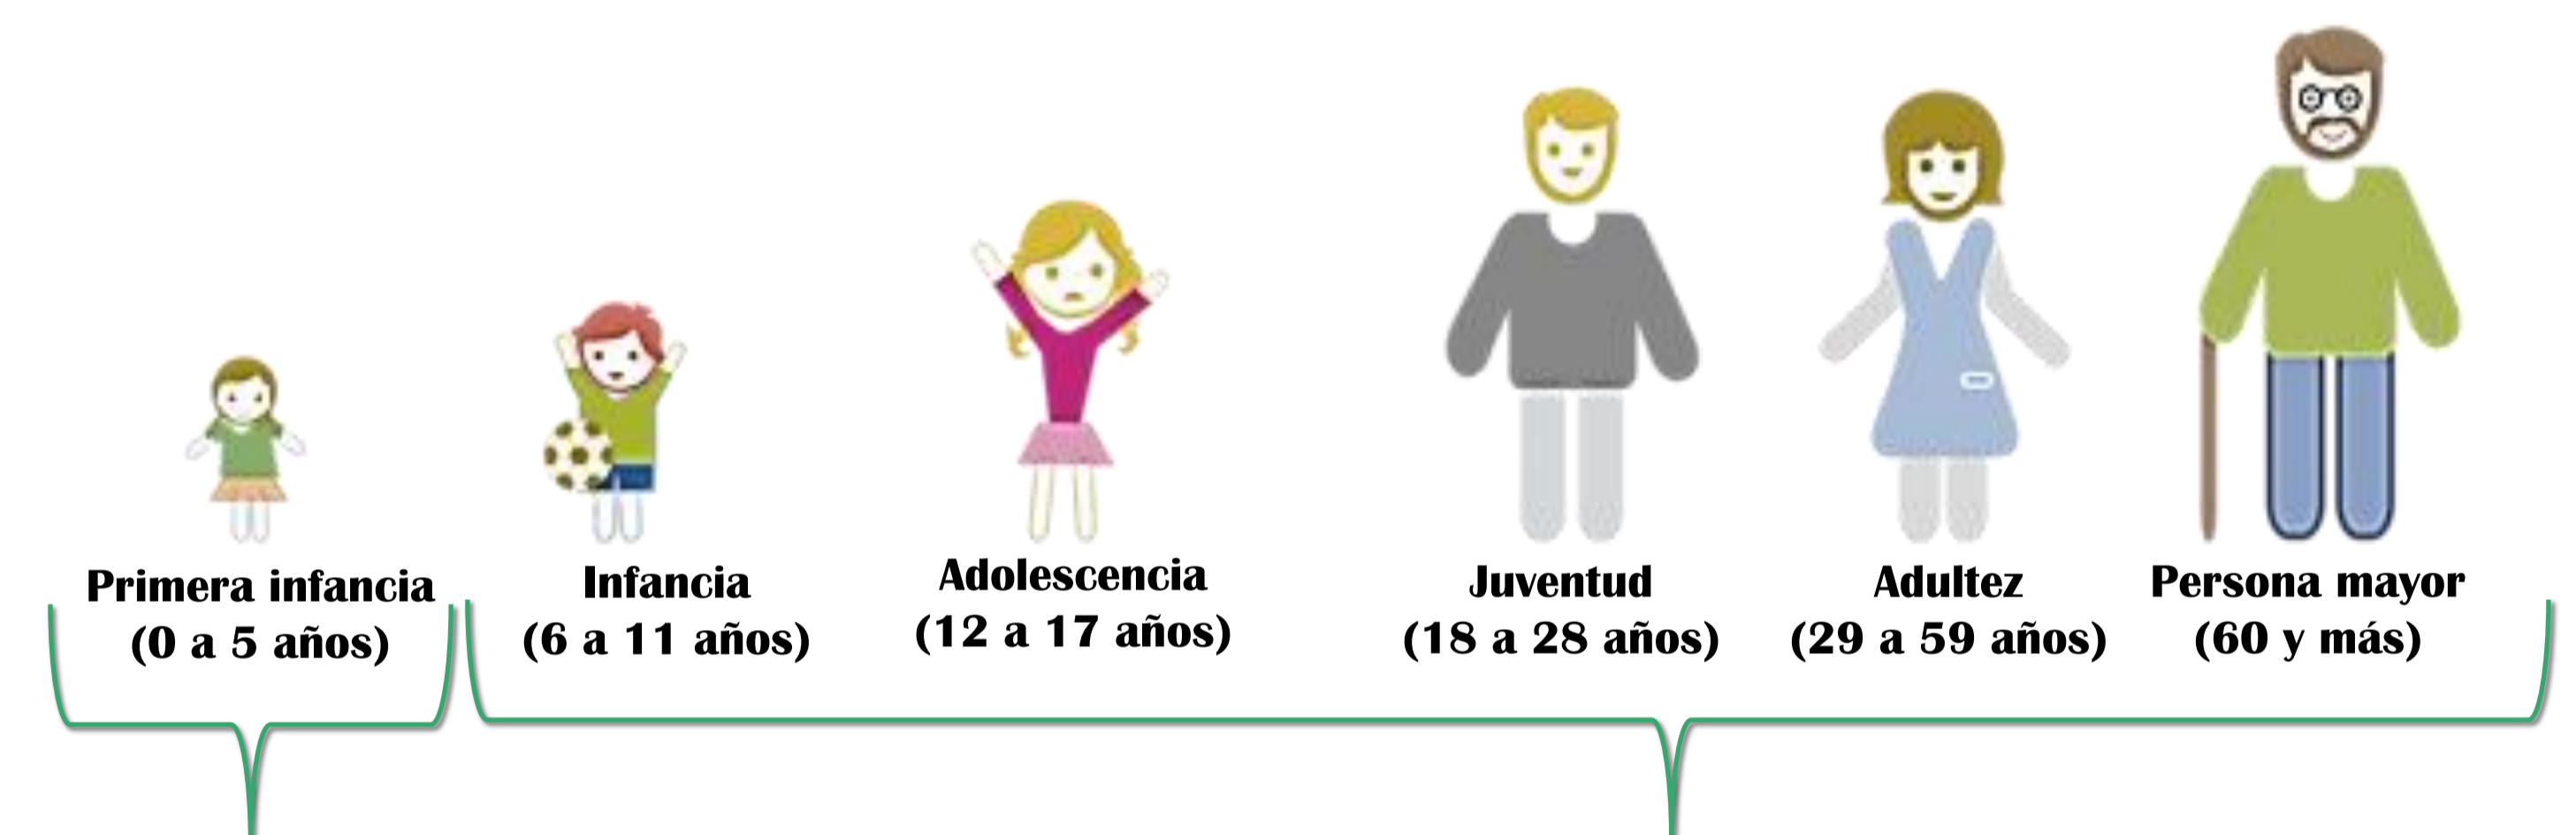 Primera infancia
(0 a 5 años)
Infancia
(6 a 11 años)
Adolescencia
(12 a 17 años)
Juventud
(18 a 28 años)
Adultez
(29 a 59 años)
Persona mayor
(60 y más)